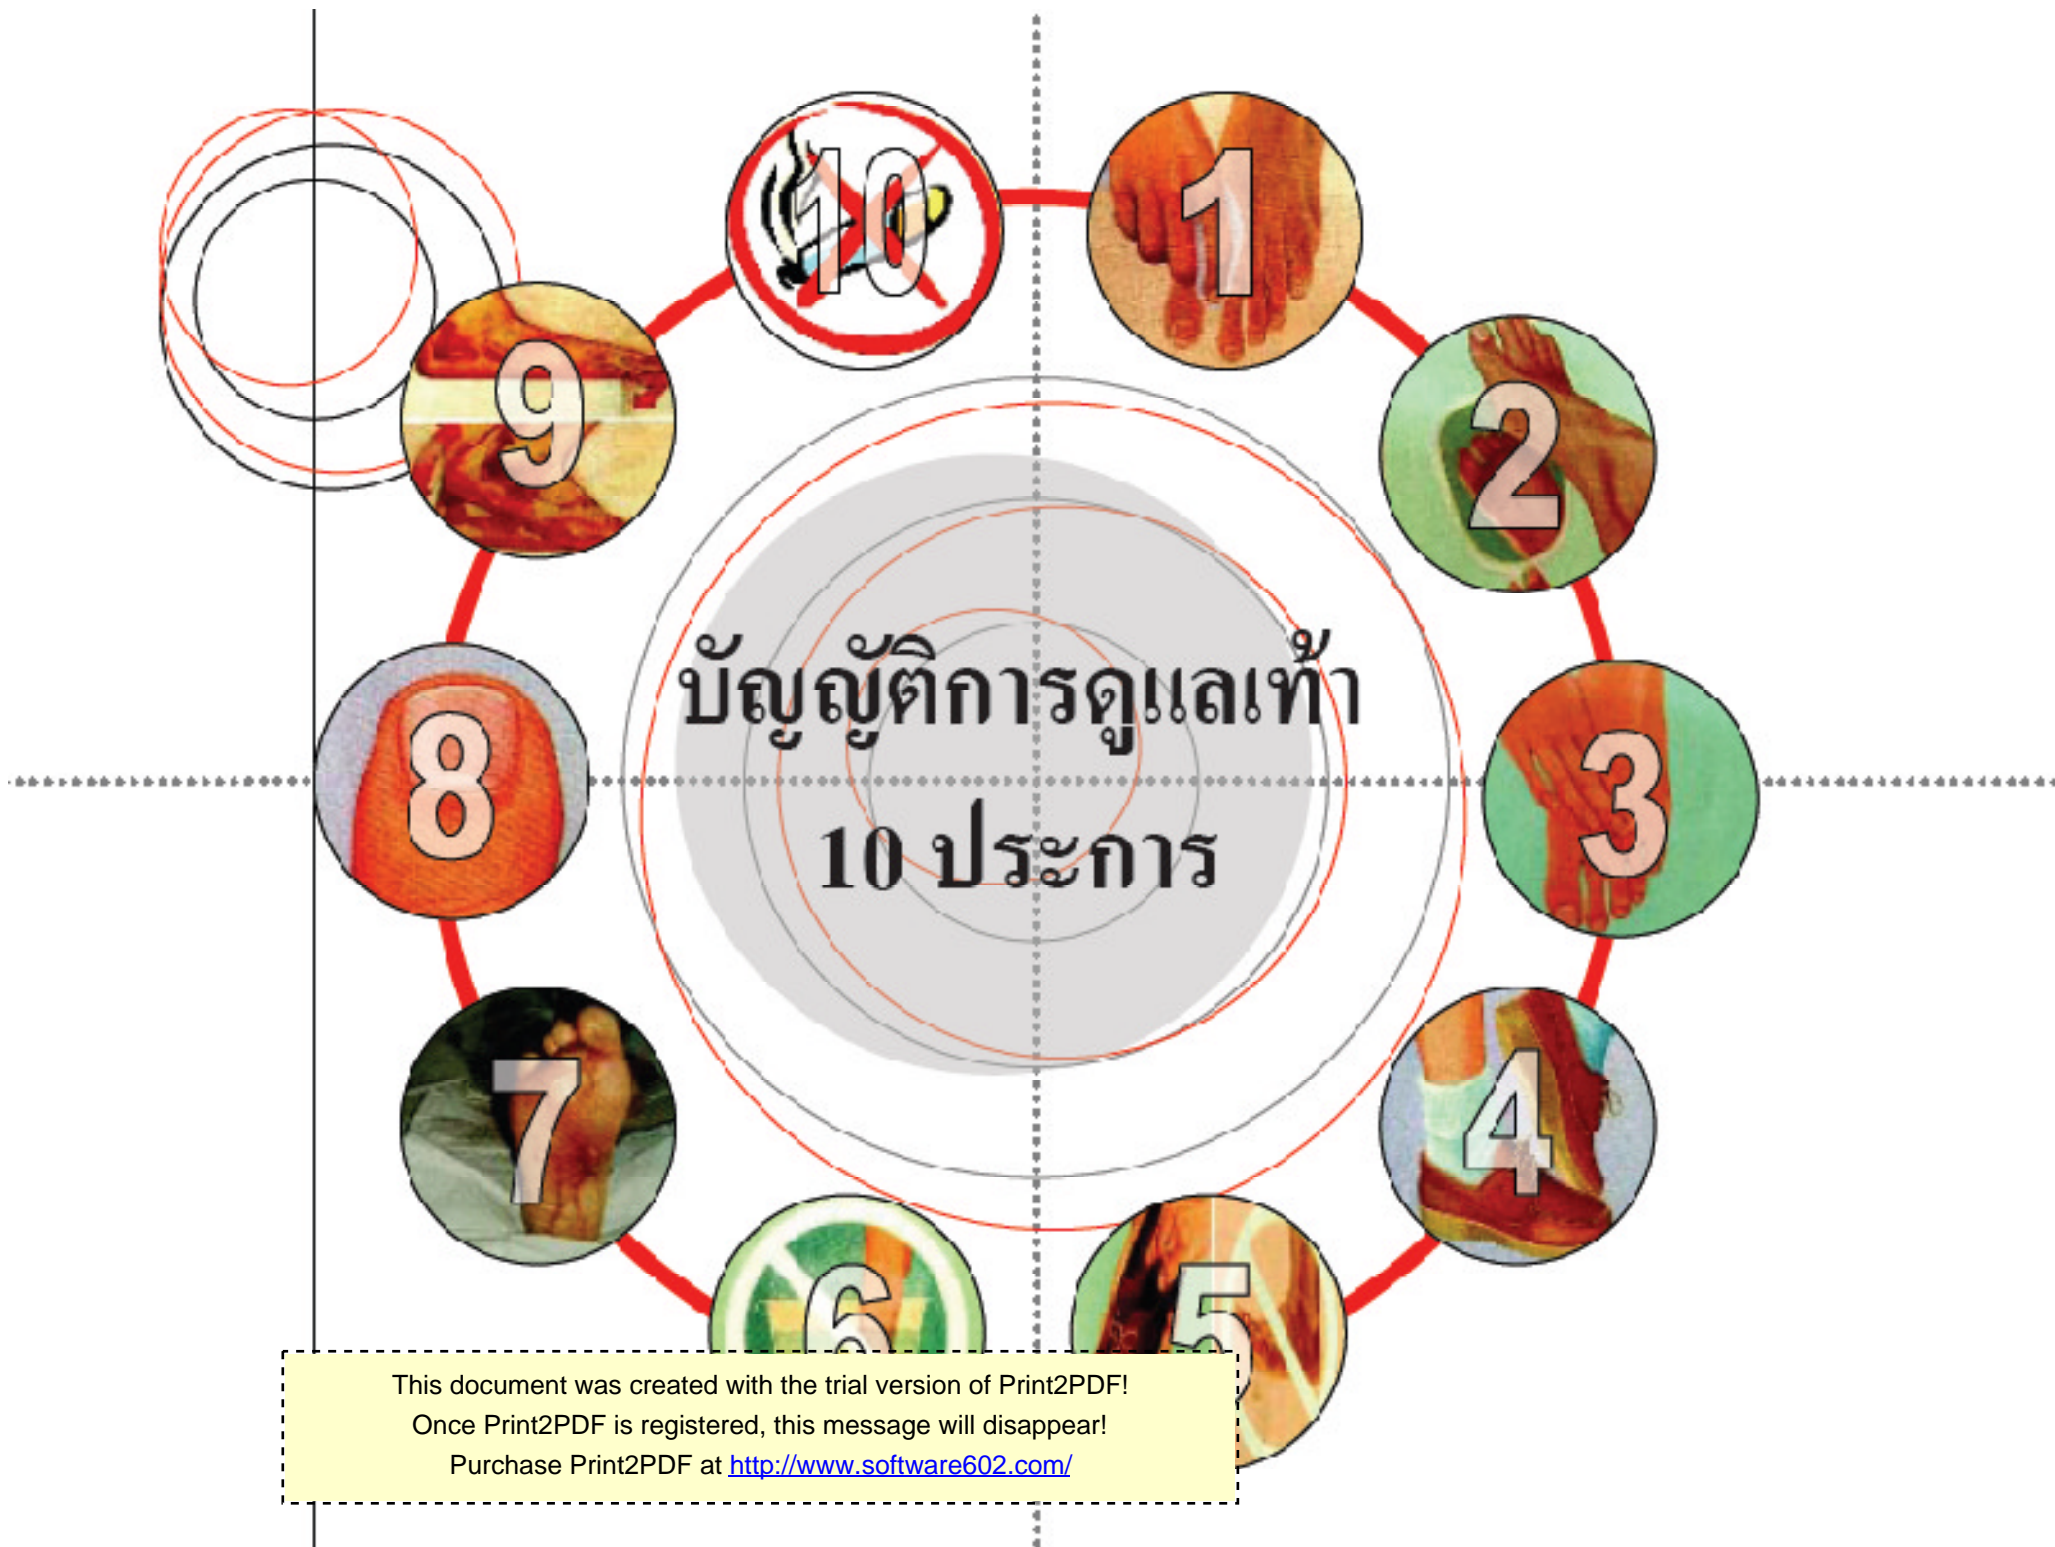 10
1
9
2
บัญญัติการดูแลเท้า
8
3
10 ประการ
7
4
6
5
This document was created with the trial version of Print2PDF!
Once Print2PDF is registered, this message will disappear!
Purchase Print2PDF at http://www.software602.com/